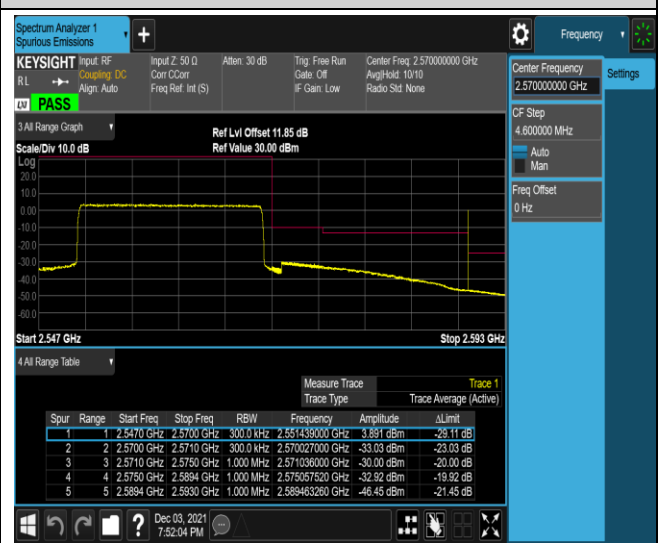 Spectrum Analyzer 1
Spurious Emissions
+
Frequency
KEYSIGHT
RL
Input: RF
Coupling: DC
Align: Auto
Input Z: 50 Ω
Corr CCorr
Freq Ref: Int (S)
Atten: 30 dB
Trig: Free Run
Gate: Off
IF Gain: Low
Center Freq: 2.570000000 GHz
Avg|Hold: 10/10
Radio Std: None
LXI PASS
Center Frequency
2.570000000 GHz
Settings
CF Step
4.600000 MHz
Auto
Man
Freq Offset
0 Hz
3 All Range Graph
Scale/Div 10.0 dB
Ref Lvl Offset 11.85 dB
Ref Value 30.00 dBm
Log
20.0
10.0
0.00
-10.0
-20.0
-30.0
-40.0
-50.0
-60.0
Start 2.547 GHz
Stop 2.593 GHz
4 All Range Table
Measure Trace Trace 1
Trace Type Trace Average (Active)
Spur Range Start Freq Stop Freq RBW Frequency Amplitude ΔLimit
1 1 2.5470 GHz 2.5700 GHz 300.0 kHz 2.551439000 GHz 3.891 dBm -29.11 dB
2 2 2.5700 GHz 2.5710 GHz 300.0 kHz 2.570027000 GHz -33.03 dBm -23.03 dB
3 3 2.5710 GHz 2.5750 GHz 1.000 MHz 2.571036000 GHz -30.00 dBm -20.00 dB
4 4 2.5750 GHz 2.5894 GHz 1.000 MHz 2.575057520 GHz -32.92 dBm -19.92 dB
5 5 2.5894 GHz 2.5930 GHz 1.000 MHz 2.589463260 GHz -46.45 dBm -21.45 dB
?
Dec 03, 2021
7:52:04 PM